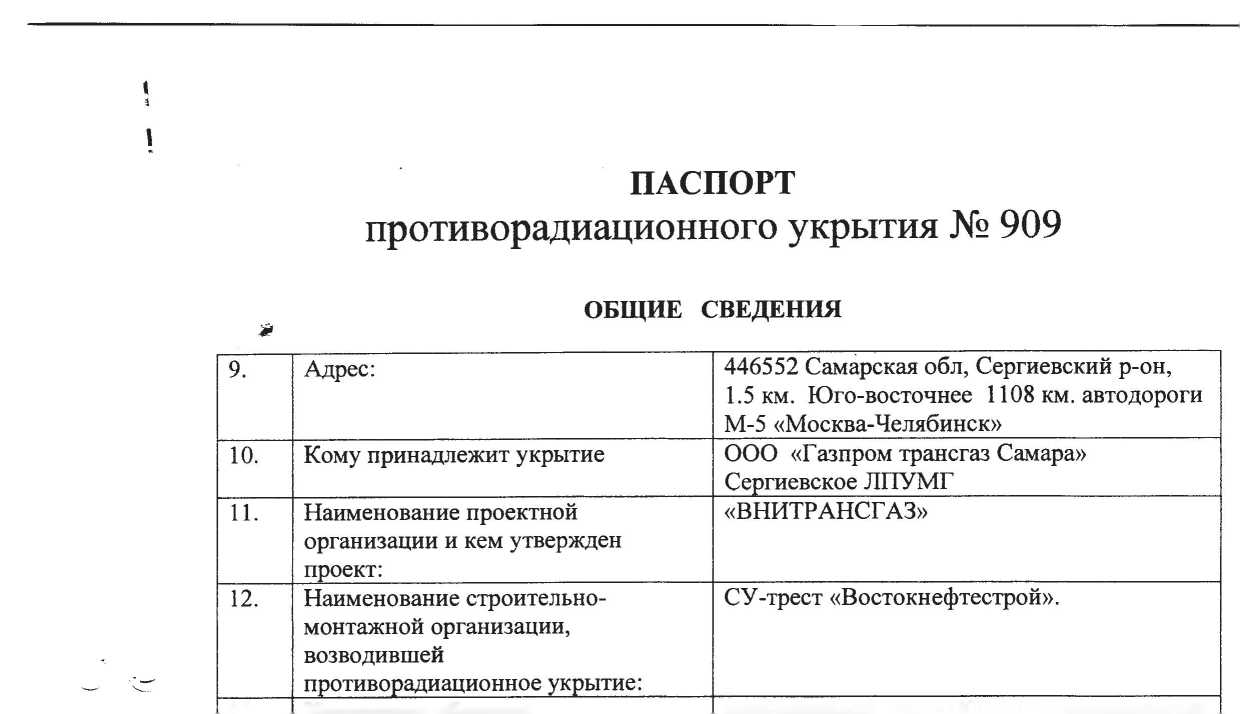 ПАСПОРТ
противорадиационного укрытия № 909
ОБЩИЕ СВЕДЕНИЯ
9. Адрес: 446552 Самарская обл, Сергиевский р-он,
1.5 км. Юго-восточнее 1108 км. автодороги
М-5 «Москва-Челябинск»
10. Кому принадлежит укрытие ООО «Газпром трансгаз Самара»
Сергиевское ЛПУМГ
11. Наименование проектной «ВНИТРАНСГАЗ»
организации и кем утвержден
проект:
12. Наименование строительно- СУ-трест «Востокнефтестрой».
монтажной организации,
возводившей
противорадиационное укрытие: